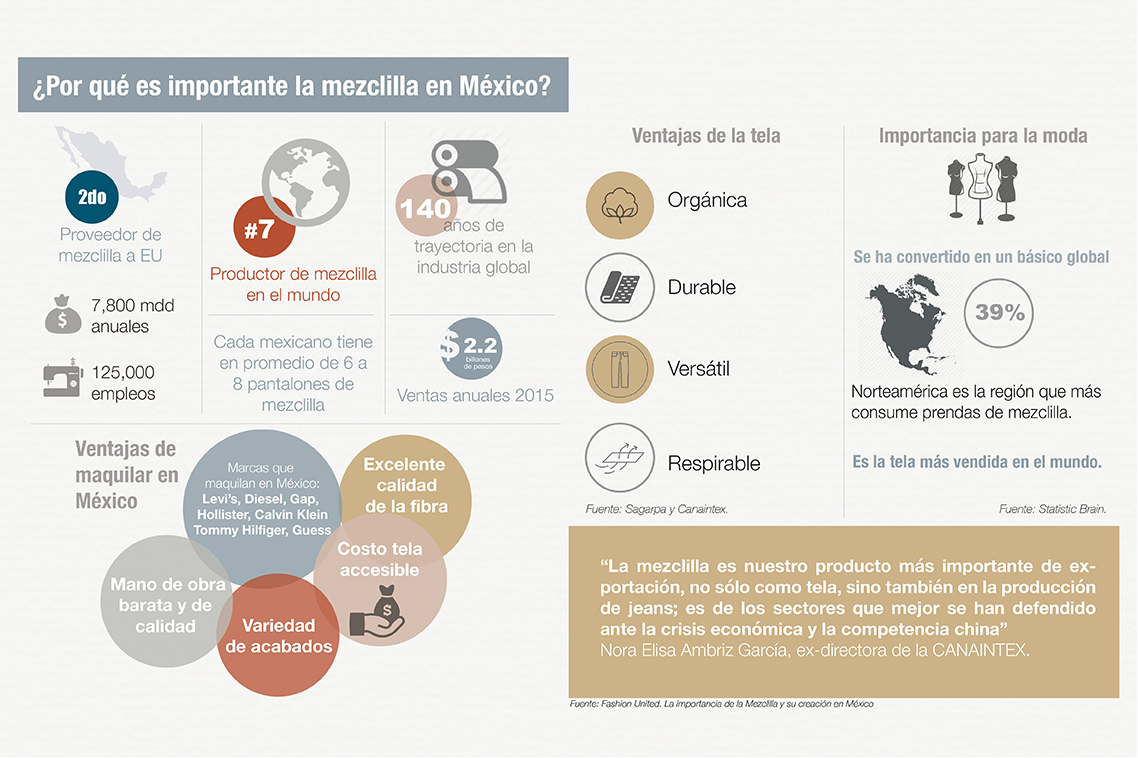 ¿Por qué es importante la mezclilla en México?
2do
Proveedor de
mezclilla a EU
7,800 mdd
anuales
$
125,000
empleos
#7
Productor de mezclilla
en el mundo
Cada mexicano tiene
en promedio de 6 a
8 pantalones de
mezclilla
140
años de
trayectoria en la
industria global
$ 2.2
billones
de pesos
Ventas anuales 2015
Ventajas de
maquilar en
México
Marcas que
maquilan en México:
Levi's, Diesel, Gap,
Hollister, Calvin Klein
Tommy Hilfiger, Guess
Excelente
calidad
de la fibra
Costo tela
accesible
$
Mano de obra
barata y de
calidad
Variedad
de acabados
Ventajas de la tela
Orgánica
Durable
Versátil
Respirable
Fuente: Sagarpa y Canaintex.
Importancia para la moda
Se ha convertido en un básico global
39%
Norteamérica es la región que más
consume prendas de mezclilla.
Es la tela más vendida en el mundo.
Fuente: Statistic Brain.
“La mezclilla es nuestro producto más importante de ex-
portación, no sólo como tela, sino también en la producción
de jeans; es de los sectores que mejor se han defendido
ante la crisis económica y la competencia china”
Nora Elisa Ambriz García, ex-directora de la CANAINTEX.
Fuente: Fashion United. La importancia de la Mezclilla y su creación en México